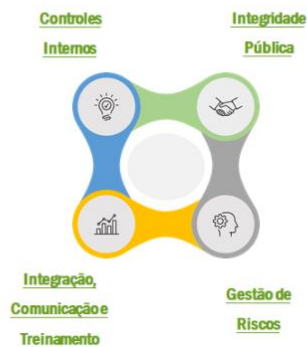 Controles
Internos
Integridade
Pública
Integração,
Comunicação e
Treinamento
Gestão de
Riscos